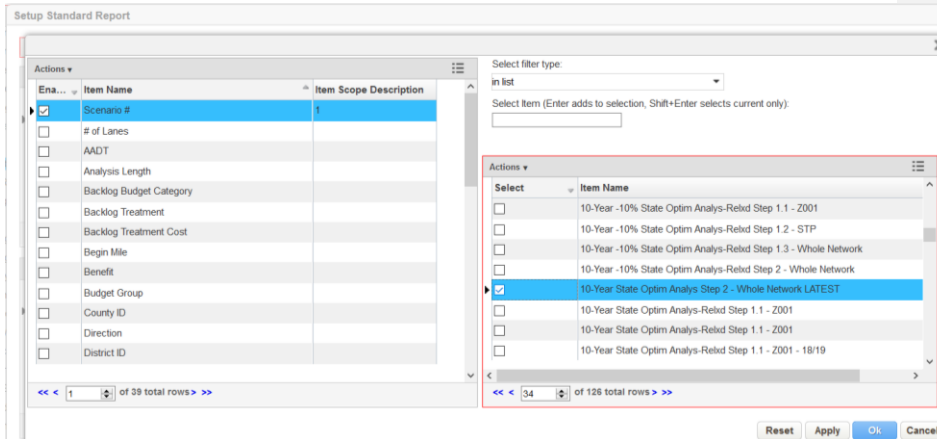 Setup Standard Report
Actions
Ena... Item Name Item Scope Description
Scenario # 1
# of Lanes
AADT
Analysis Length
Backlog Budget Category
Backlog Treatment
Backlog Treatment Cost
Begin Mile
Benefit
Budget Group
County ID
Direction
District ID
<< < 1 of 39 total rows > >>
Select filter type:
in list
Select Item (Enter adds to selection, Shift+Enter selects current only):
Actions
Select Item Name
10-Year -10% State Optim Analys-Relxd Step 1.1 - Z001
10-Year -10% State Optim Analys-Relxd Step 1.2 - STP
10-Year -10% State Optim Analys-Relxd Step 1.3 - Whole Network
10-Year -10% State Optim Analys-Relxd Step 2 - Whole Network
10-Year State Optim Analys Step 2 - Whole Network LATEST
10-Year State Optim Analys-Relxd Step 1.1 - Z001
10-Year State Optim Analys-Relxd Step 1.1 - Z001
10-Year State Optim Analys-Relxd Step 1.1 - Z001 - 18/19
<< < 34 of 126 total rows > >>
Reset Apply Ok Cancel